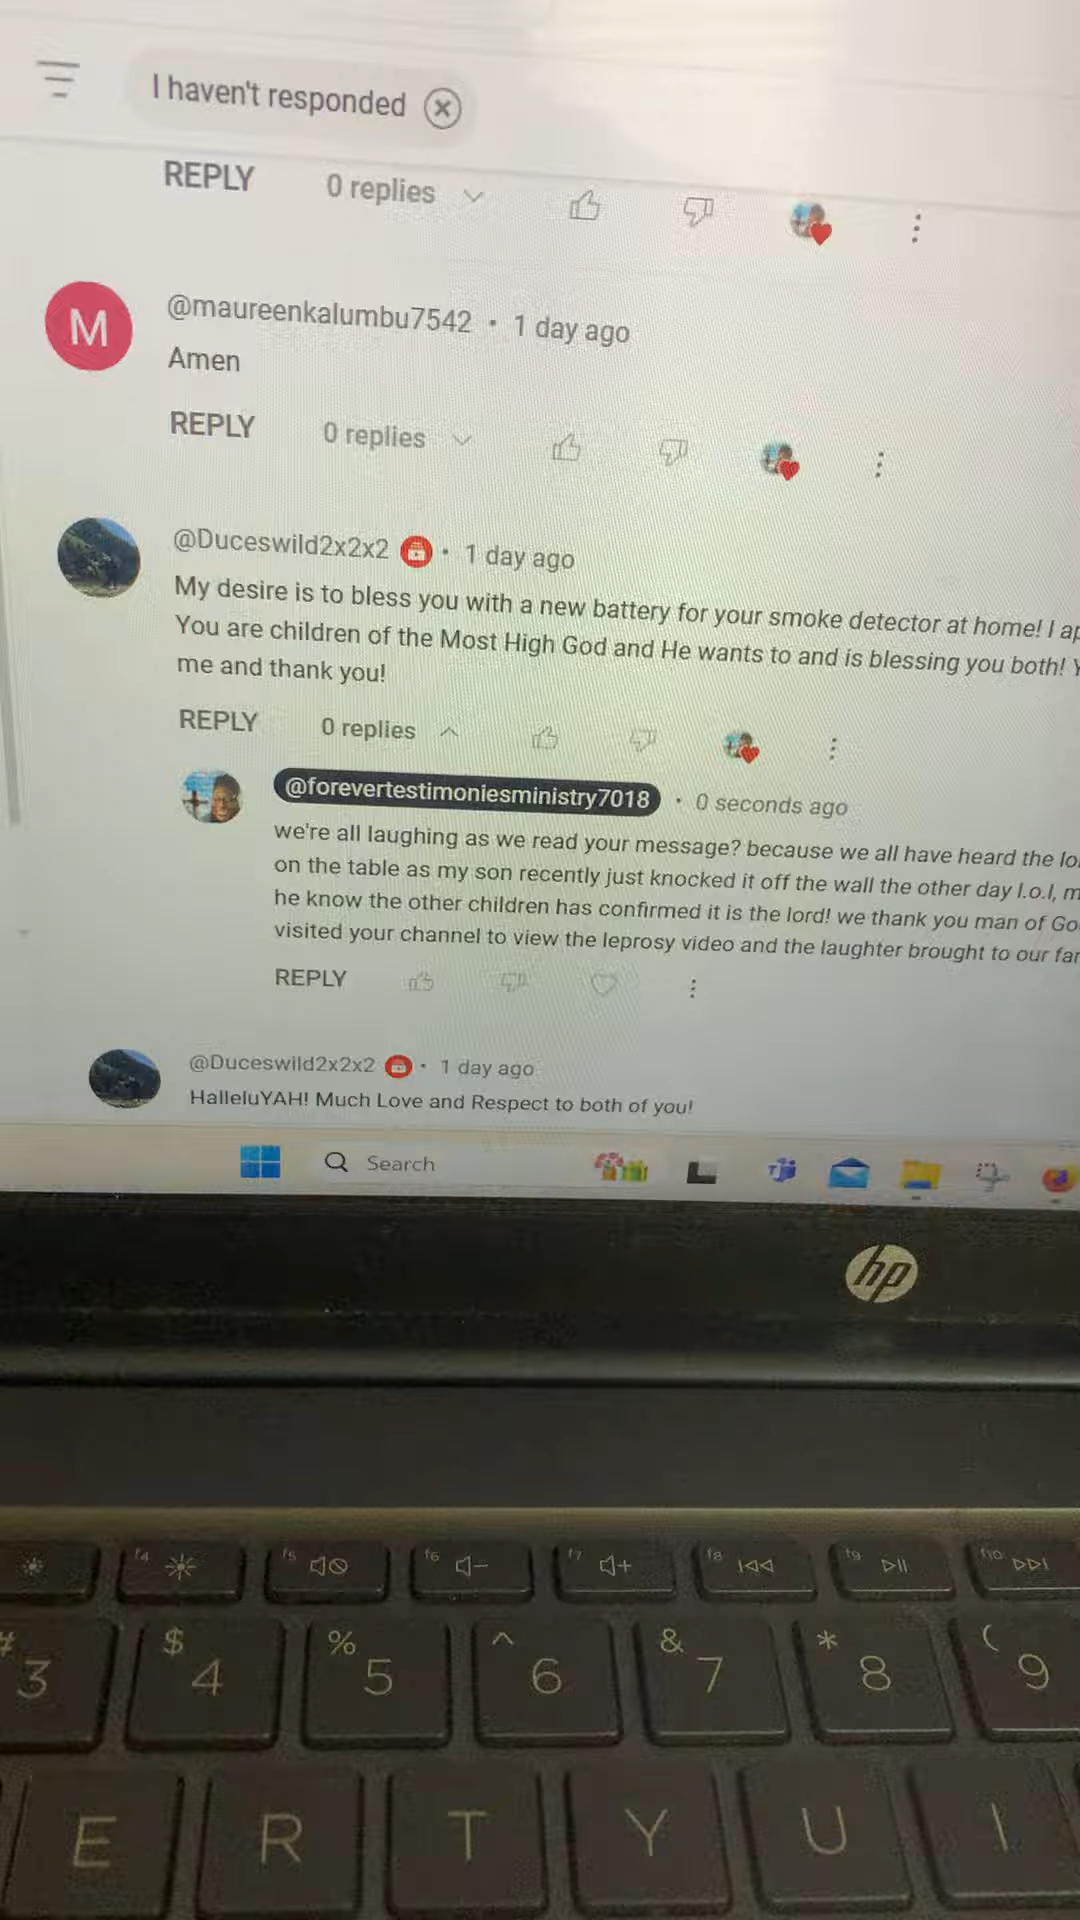 I haven't responded
REPLY 0 replies
M
@maureenkalumbu7542 • 1 day ago
Amen
REPLY 0 replies
@Duceswild2x2x2 • 1 day ago
My desire is to bless you with a new battery for your smoke detector at home! I
You are children of the Most High God and He wants to and is blessing you both!
me and thank you!
REPLY 0 replies
@forevertestimoniesministry7018 • 0 seconds ago
we're all laughing as we read your message? because we all have heard the
on the table as my son recently just knocked it off the wall the other day l.o.l,
he know the other children has confirmed it is the lord! we thank you man of
visited your channel to view the leprosy video and the laughter brought to our
REPLY
@Duceswild2x2x2 • 1 day ago
HalleluYAH! Much Love and Respect to both of you!
Search
hp
f4 f5 f6 f7 f8 f9 f10
# 3 $ 4 % 5 ^ 6 & 7 * 8 ( 9
E R T Y U I